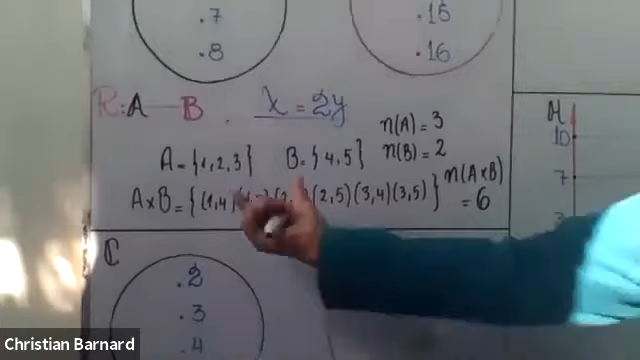 .7
.8
.15
.16
R: A — B . x = 2y
n(A) = 3
A = {1,2,3} B = {4,5} n(B) = 2
A×B = {(1,4) (2,5) (3,4) (3,5)} n(A×B) = 6
H
10
7
3
C
.2
.3
.4
Christian Barnard